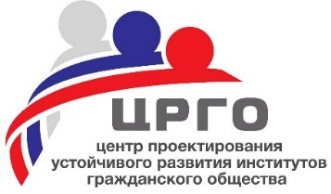 ЦРГО
центр проектирования
устойчивого развития институтов
гражданского общества